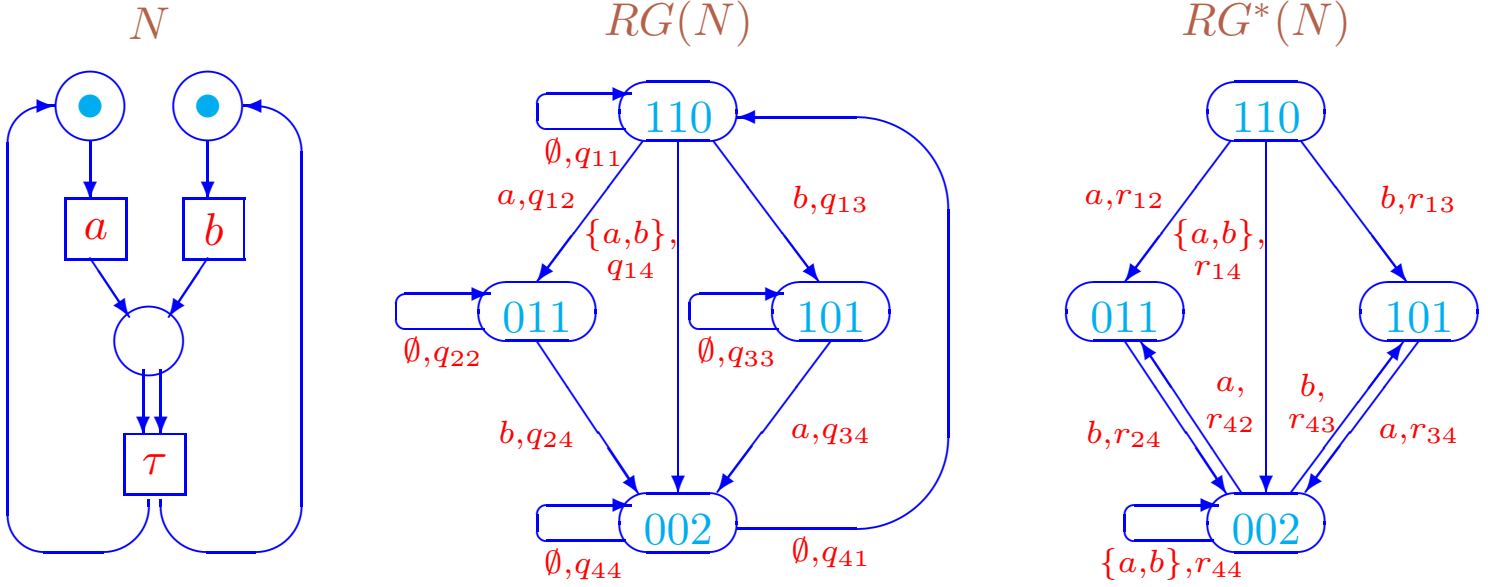 N
a
b
τ
RG(N)
110
∅,q₁₁
a,q₁₂
{a,b},
q₁₄
b,q₁₃
011
∅,q₂₂
101
∅,q₃₃
b,q₂₄
a,q₃₄
002
∅,q₄₄
∅,q₄₁
RG*(N)
110
a,r₁₂
{a,b},
r₁₄
b,r₁₃
011
101
a,
r₄₂
b,
r₄₃
b,r₂₄
a,r₃₄
002
{a,b},r₄₄